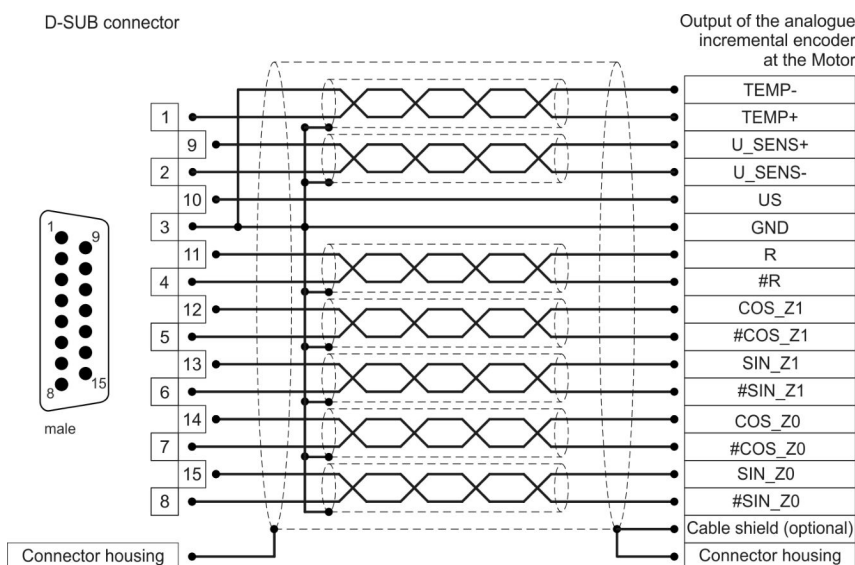 D-SUB connector
Output of the analogue
incremental encoder
at the Motor
TEMP-
1
TEMP+
9
U_SENS+
2
U_SENS-
10
US
3
GND
11
R
4
#R
12
COS_Z1
5
#COS_Z1
13
SIN_Z1
6
#SIN_Z1
14
COS_Z0
7
#COS_Z0
15
SIN_Z0
8
#SIN_Z0
Cable shield (optional)
Connector housing
Connector housing
1
9
8
15
male